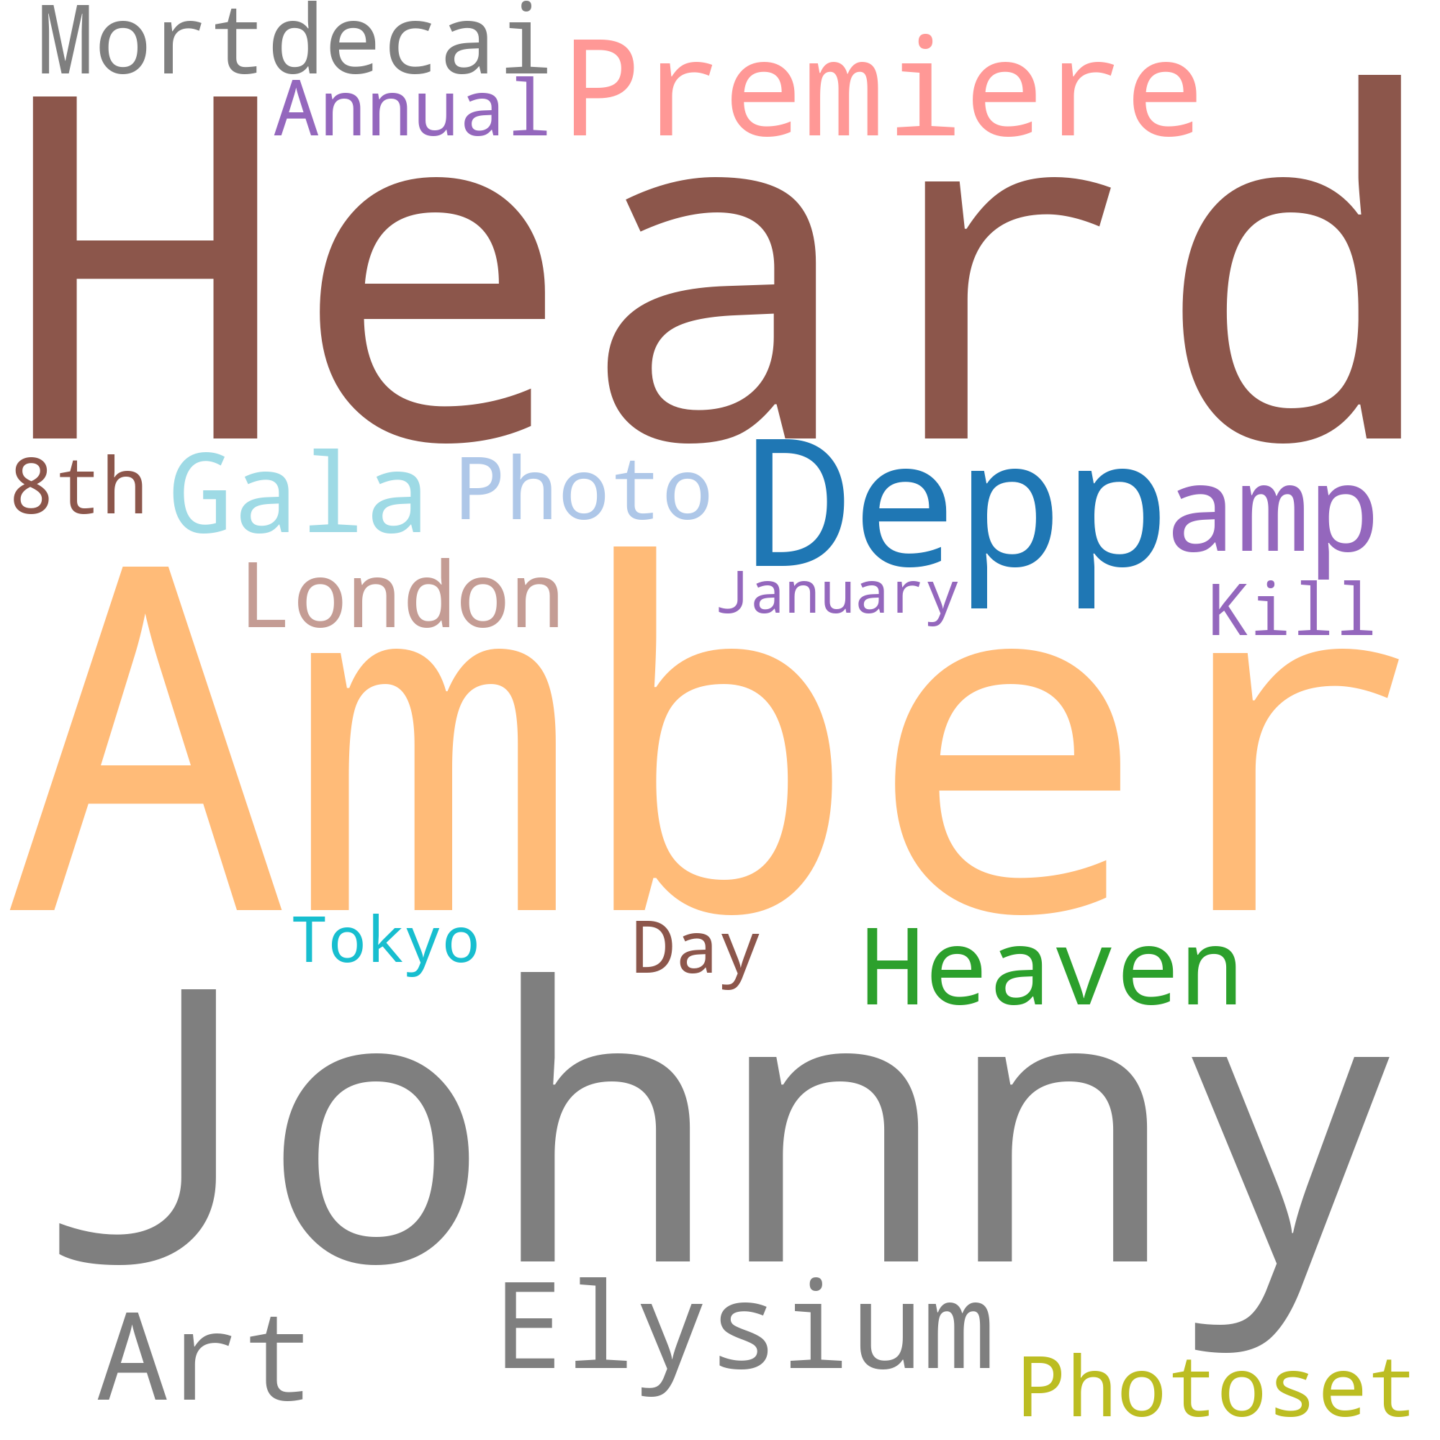 Mortdecai
Annual Premiere
Heard
8th Gala Photo Depp amp
London January Kill
Amber
Tokyo Day Heaven
Johnny
Art Elysium
Photoset